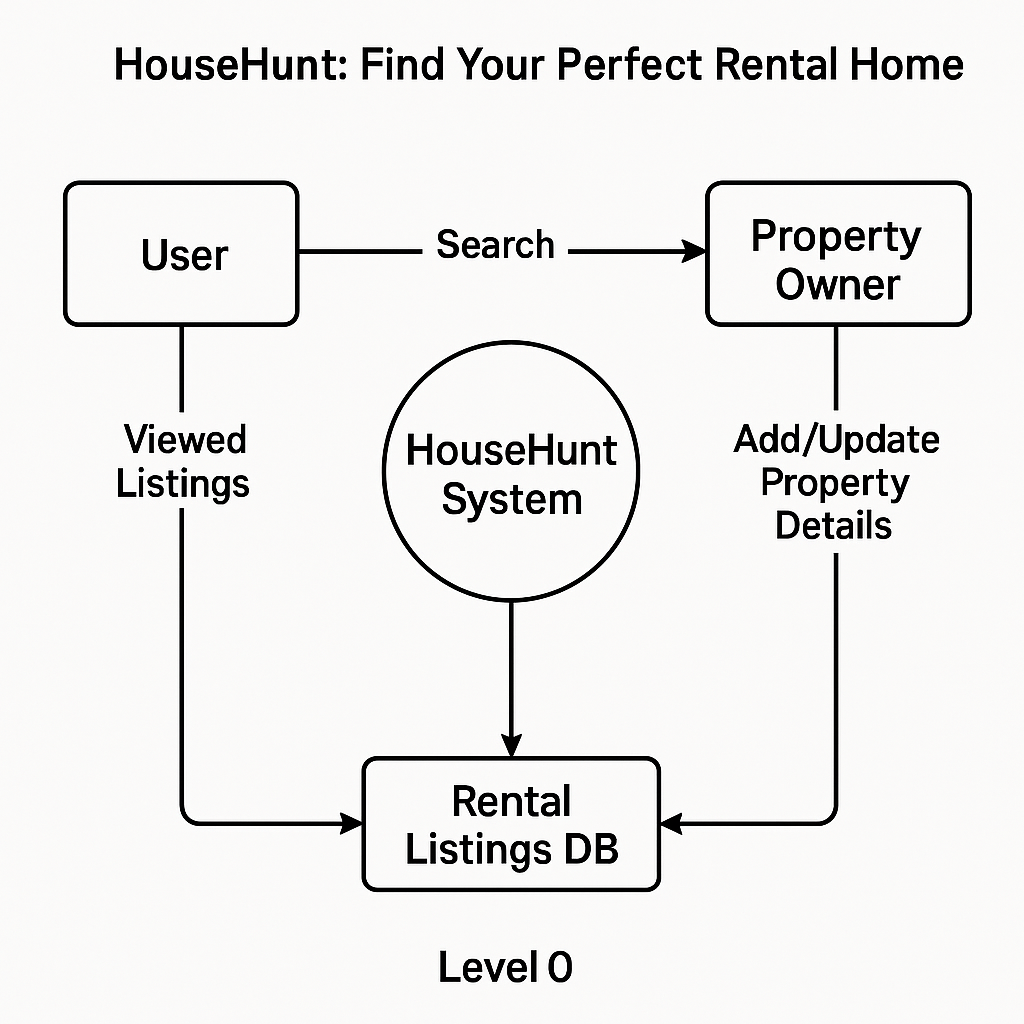 HouseHunt: Find Your Perfect Rental Home
User
Search
Property
Owner
HouseHunt
System
Viewed
Listings
Add/Update
Property
Details
Rental
Listings DB
Level 0